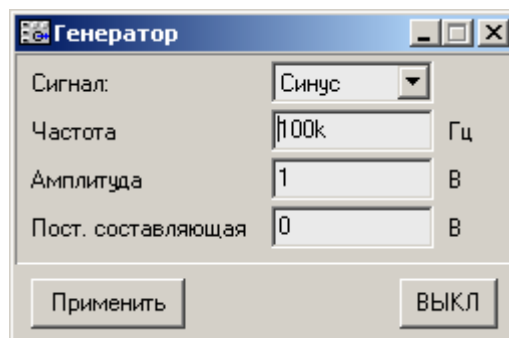 Генератор
Сигнал: Синус
Частота 100k Гц
Амплитуда 1 В
Пост. составляющая 0 В
Применить ВЫКЛ